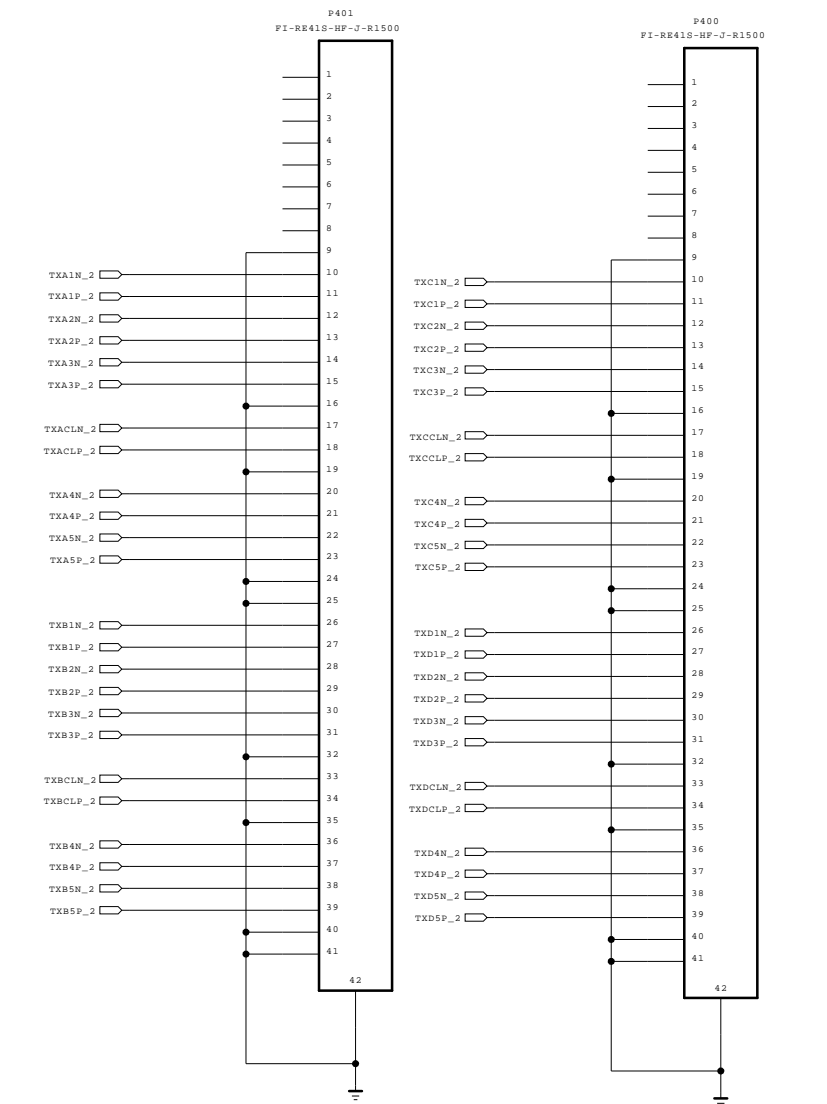 P401
FI-RE41S-HF-J-R1500
1
2
3
4
5
6
7
8
9
TXA1N_2 10
TXA1P_2 11
TXA2N_2 12
TXA2P_2 13
TXA3N_2 14
TXA3P_2 15
16
TXACLN_2 17
TXACLP_2 18
19
TXA4N_2 20
TXA4P_2 21
TXA5N_2 22
TXA5P_2 23
24
25
TXB1N_2 26
TXB1P_2 27
TXB2N_2 28
TXB2P_2 29
TXB3N_2 30
TXB3P_2 31
32
TXBCLN_2 33
TXBCLP_2 34
35
TXB4N_2 36
TXB4P_2 37
TXB5N_2 38
TXB5P_2 39
40
41
42
P400
FI-RE41S-HF-J-R1500
1
2
3
4
5
6
7
8
9
TXC1N_2 10
TXC1P_2 11
TXC2N_2 12
TXC2P_2 13
TXC3N_2 14
TXC3P_2 15
16
TXCCLN_2 17
TXCCLP_2 18
19
TXC4N_2 20
TXC4P_2 21
TXC5N_2 22
TXC5P_2 23
24
25
TXD1N_2 26
TXD1P_2 27
TXD2N_2 28
TXD2P_2 29
TXD3N_2 30
TXD3P_2 31
32
TXDCLN_2 33
TXDCLP_2 34
35
TXD4N_2 36
TXD4P_2 37
TXD5N_2 38
TXD5P_2 39
40
41
42